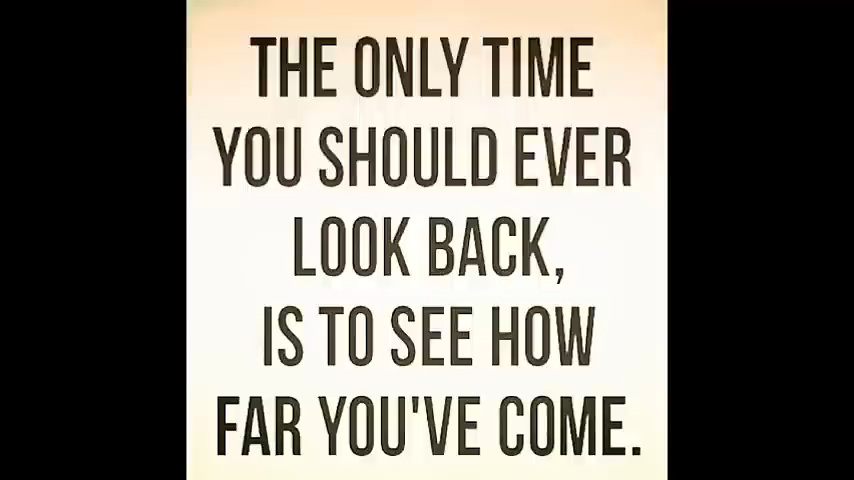 THE ONLY TIME
YOU SHOULD EVER
LOOK BACK,
IS TO SEE HOW
FAR YOU'VE COME.